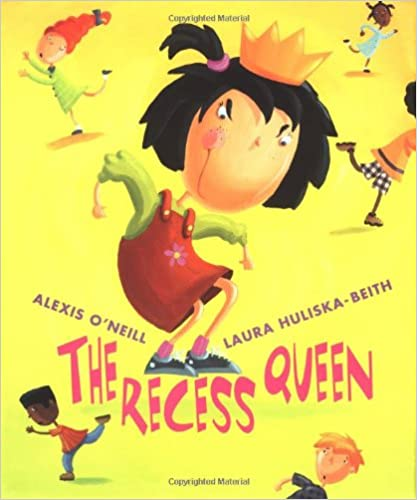 Copyrighted Material
ALEXIS O'NEILL
LAURA HULISKA-BEITH
THE RECESS QUEEN
Copyrighted Material